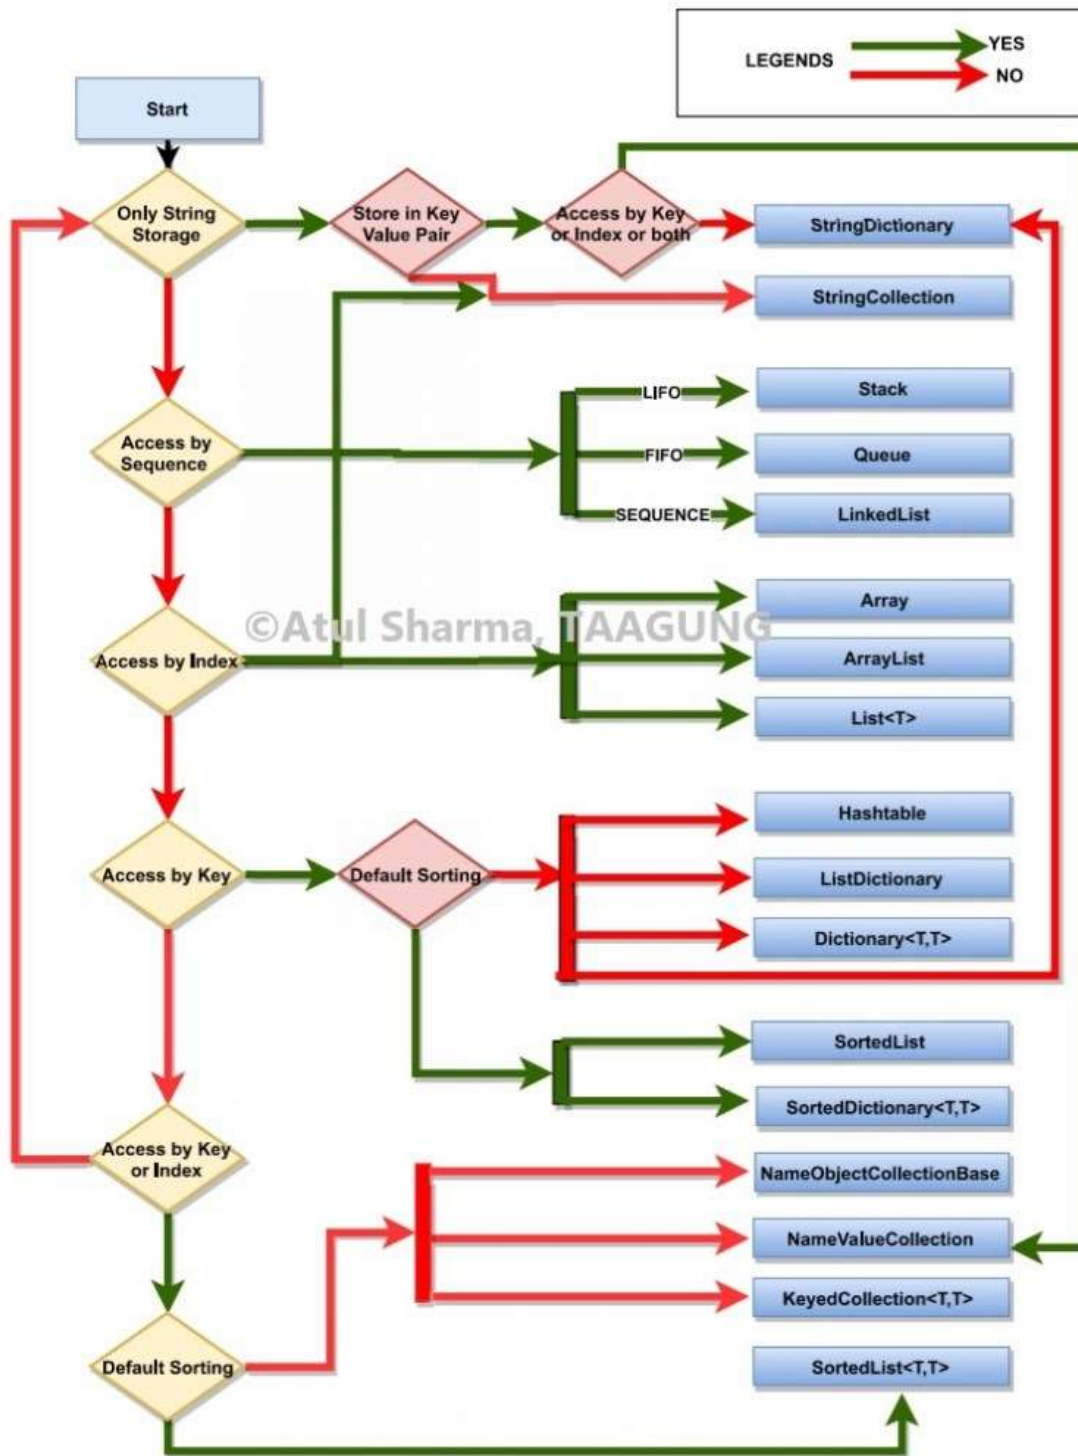 LEGENDS
YES
NO
Start
Only String
Storage
Store in Key
Value Pair
Access by Key
or Index or both
StringDictionary
StringCollection
LIFO
Stack
Access by
Sequence
FIFO
Queue
SEQUENCE
LinkedList
Array
©Atul Sharma, TAAGUNG
Access by Index
ArrayList
List<T>
Hashtable
Access by Key
Default Sorting
ListDictionary
Dictionary<T,T>
SortedList
SortedDictionary<T,T>
Access by Key
or Index
NameObjectCollectionBase
NameValueCollection
KeyedCollection<T,T>
Default Sorting
SortedList<T,T>